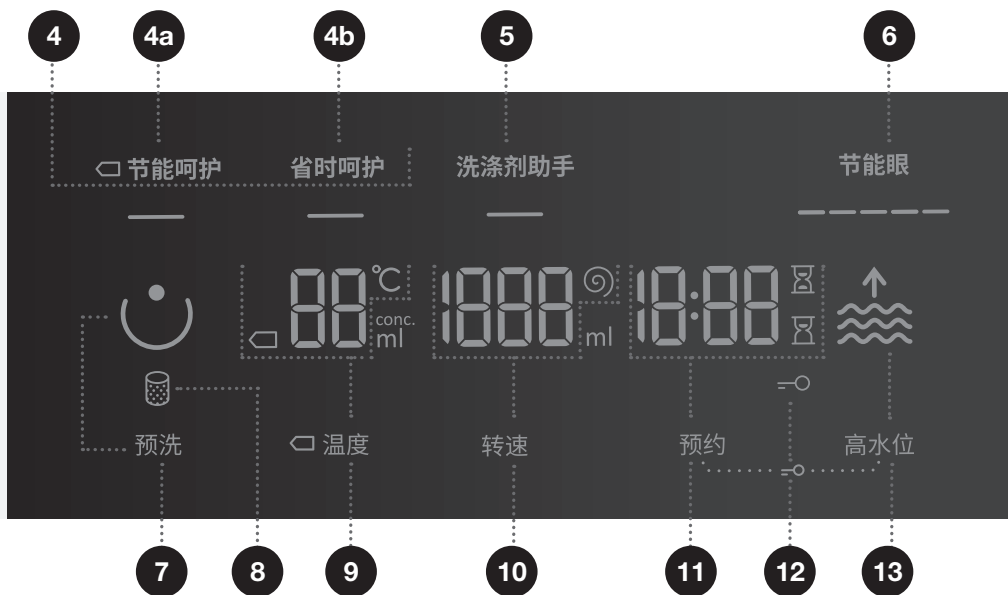 4 4a 4b 5 6
节能呵护 省时呵护 洗涤剂助手 节能眼
88 °C 1888 18:88
conc.
ml ml
预洗 温度 转速 预约 高水位
7 8 9 10 11 12 13